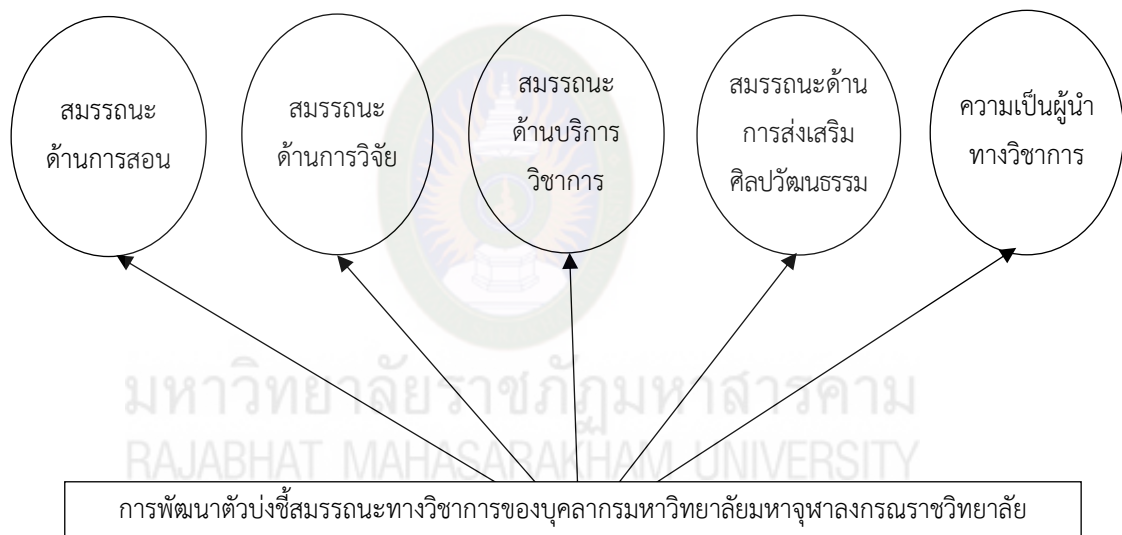 สมรรถนะ
ด้านการสอน
สมรรถนะ
ด้านการวิจัย
สมรรถนะ
ด้านบริการ
วิชาการ
สมรรถนะด้าน
การส่งเสริม
ศิลปวัฒนธรรม
ความเป็นผู้นำ
ทางวิชาการ
มหาวิทยาลัยราชภัฏมหาสารคาม
RAJABHAT MAHASARAKHAM UNIVERSITY
การพัฒนาตัวบ่งชี้สมรรถนะทางวิชาการของบุคลากรมหาวิทยาลัยมหาจุฬาลงกรณราชวิทยาลัย